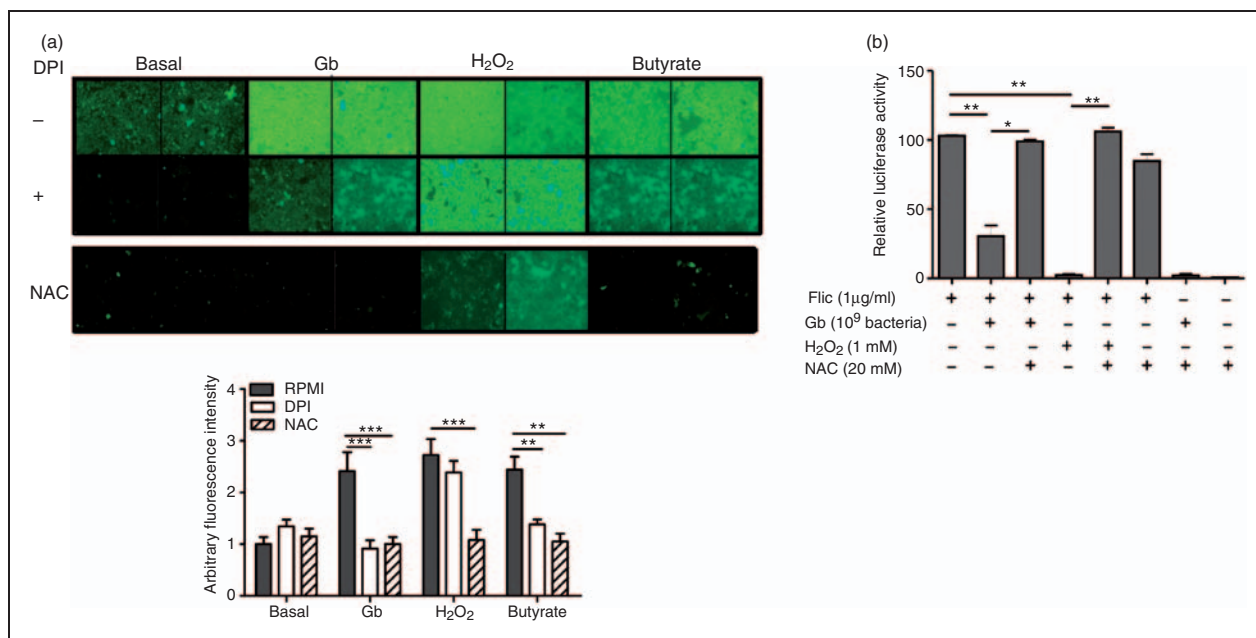 (a)
DPI Basal Gb H₂O₂ Butyrate
–
+
NAC
Arbitrary fluorescence intensity
4
3
2
1
0
RPMI
DPI
NAC
***
***
***
**
**
Basal Gb H₂O₂ Butyrate
(b)
Relative luciferase activity
150
100
50
0
**
**
*
**
Flic (1µg/ml) + + + + + + – –
Gb (10⁹ bacteria) – + + – – – + –
H₂O₂ (1 mM) – – – + + – – –
NAC (20 mM) – – + – + + + +